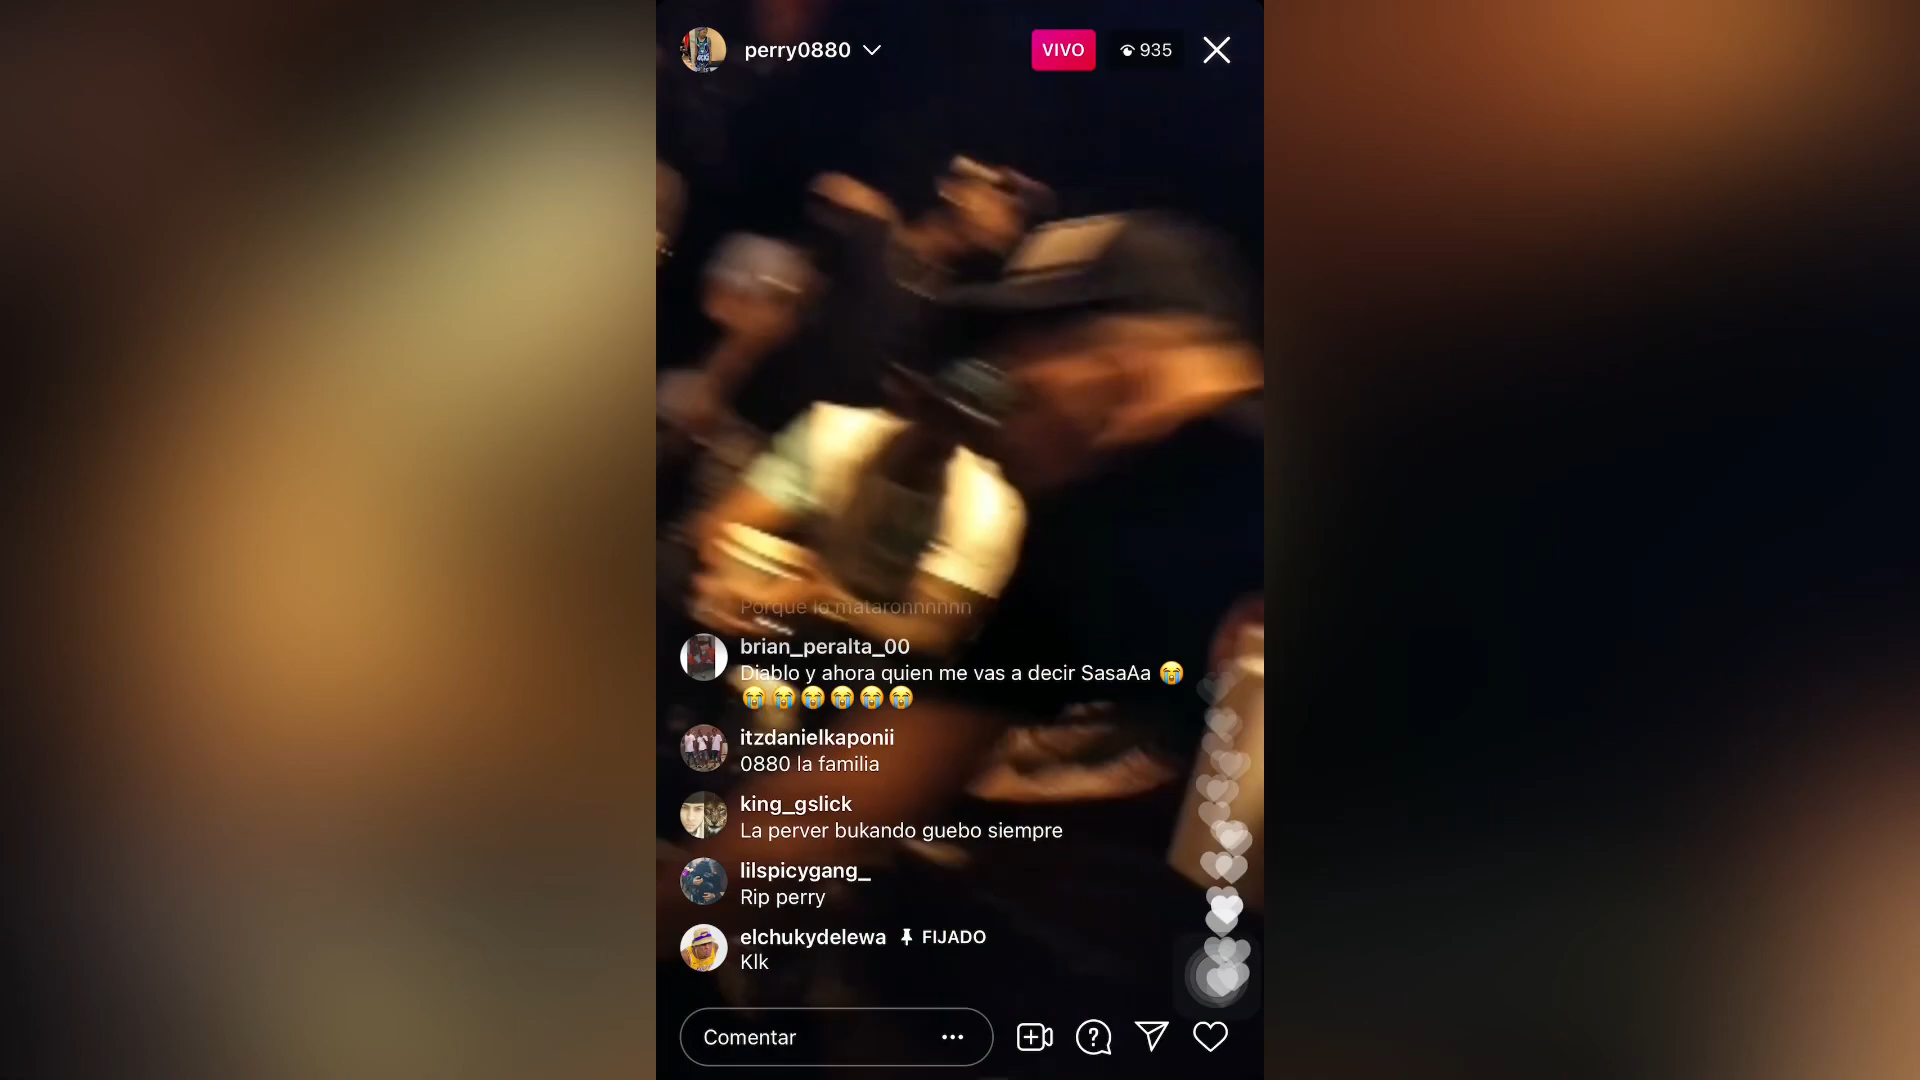 perry0880
VIVO
935
Porque lo mataronnnnnn
brian_peralta_00
Diablo y ahora quien me vas a decir SasaAa 😭
😭😭😭😭😭😭
itzdanielkaponii
0880 la familia
king_gslick
La perver bukando guebo siempre
lilspicygang_
Rip perry
elchukydelewa FIJADO
Klk
Comentar